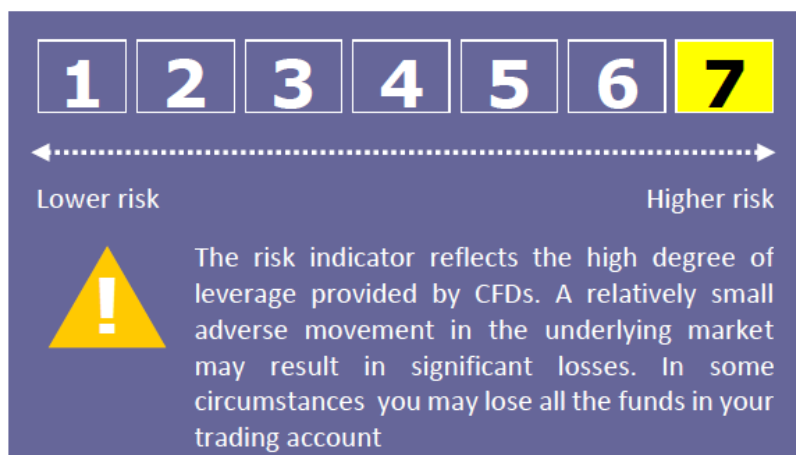 1 2 3 4 5 6 7
Lower risk Higher risk
!
The risk indicator reflects the high degree of
leverage provided by CFDs. A relatively small
adverse movement in the underlying market
may result in significant losses. In some
circumstances you may lose all the funds in your
trading account